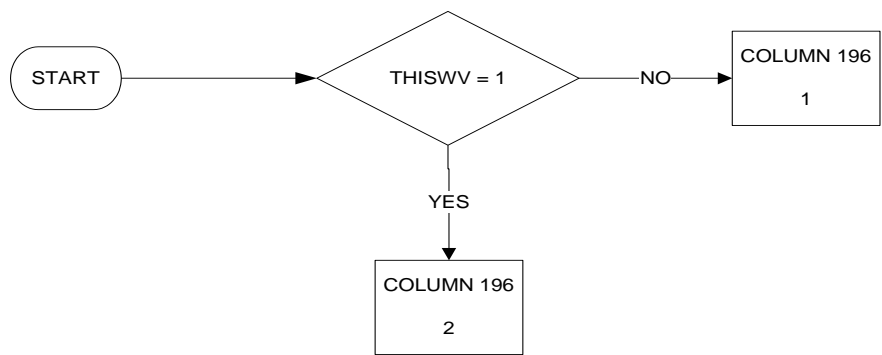 START
THISWV = 1
NO
COLUMN 196
1
YES
COLUMN 196
2